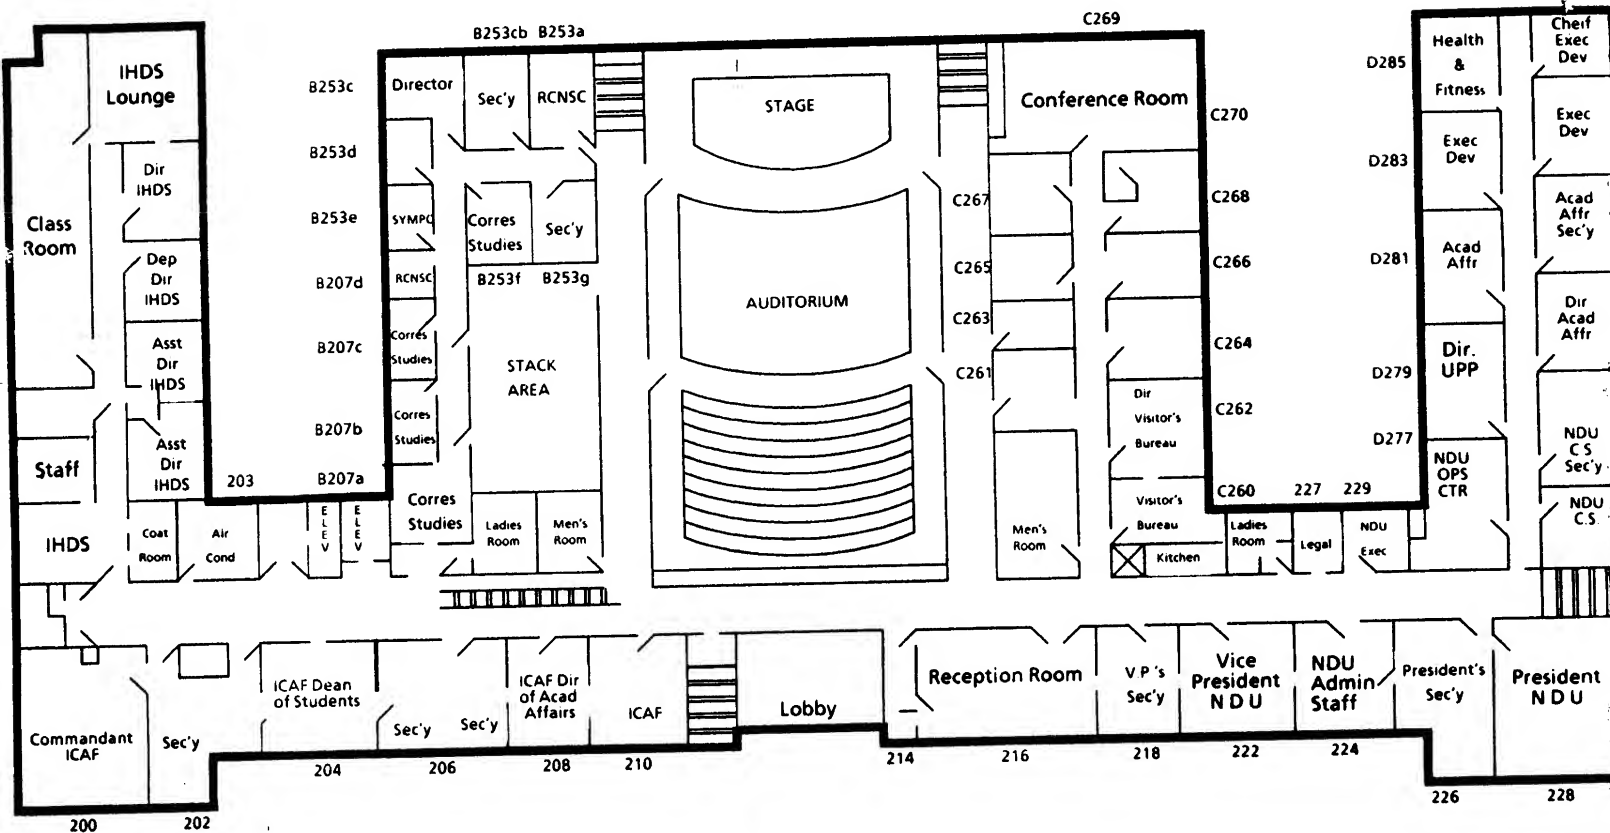 B253cb B253a
C269
IHDS
Lounge
B253c
Director
Sec'y
RCNSC
STAGE
Conference Room
C270
D285
Health
&
Fitness
Cheif
Exec
Dev
Exec
Dev
B253d
Dir
IHDS
D283
Exec
Dev
C267
C268
Class
Room
B253e
SYMPO
Corres
Studies
Sec'y
Acad
Affr
Sec'y
Dep
Dir
IHDS
B207d
RCNSC
B253f
B253g
C265
C266
D281
Acad
Affr
AUDITORIUM
C263
Dir
Acad
Affr
Asst
Dir
IHDS
B207c
Corres
Studies
STACK
AREA
C264
C261
D279
Dir.
UPP
Dir
Visitor's
Bureau
C262
B207b
Corres
Studies
D277
Staff
Asst
Dir
IHDS
NDU
OPS
CTR
NDU
C S
Sec'y
203
B207a
C260
227
229
Corres
Studies
Visitor's
Bureau
NDU
C.S.
IHDS
Coat
Room
Air
Cond
ELEV
ELEV
Ladies
Room
Men's
Room
Men's
Room
Kitchen
Ladies
Room
Legal
NDU
Exec
Commandant
ICAF
Sec'y
ICAF Dean
of Students
Sec'y
Sec'y
ICAF Dir
of Acad
Affairs
ICAF
Lobby
Reception Room
V.P's
Sec'y
Vice
President
N D U
NDU
Admin
Staff
President's
Sec'y
President
N D U
200
202
204
206
208
210
214
216
218
222
224
226
228